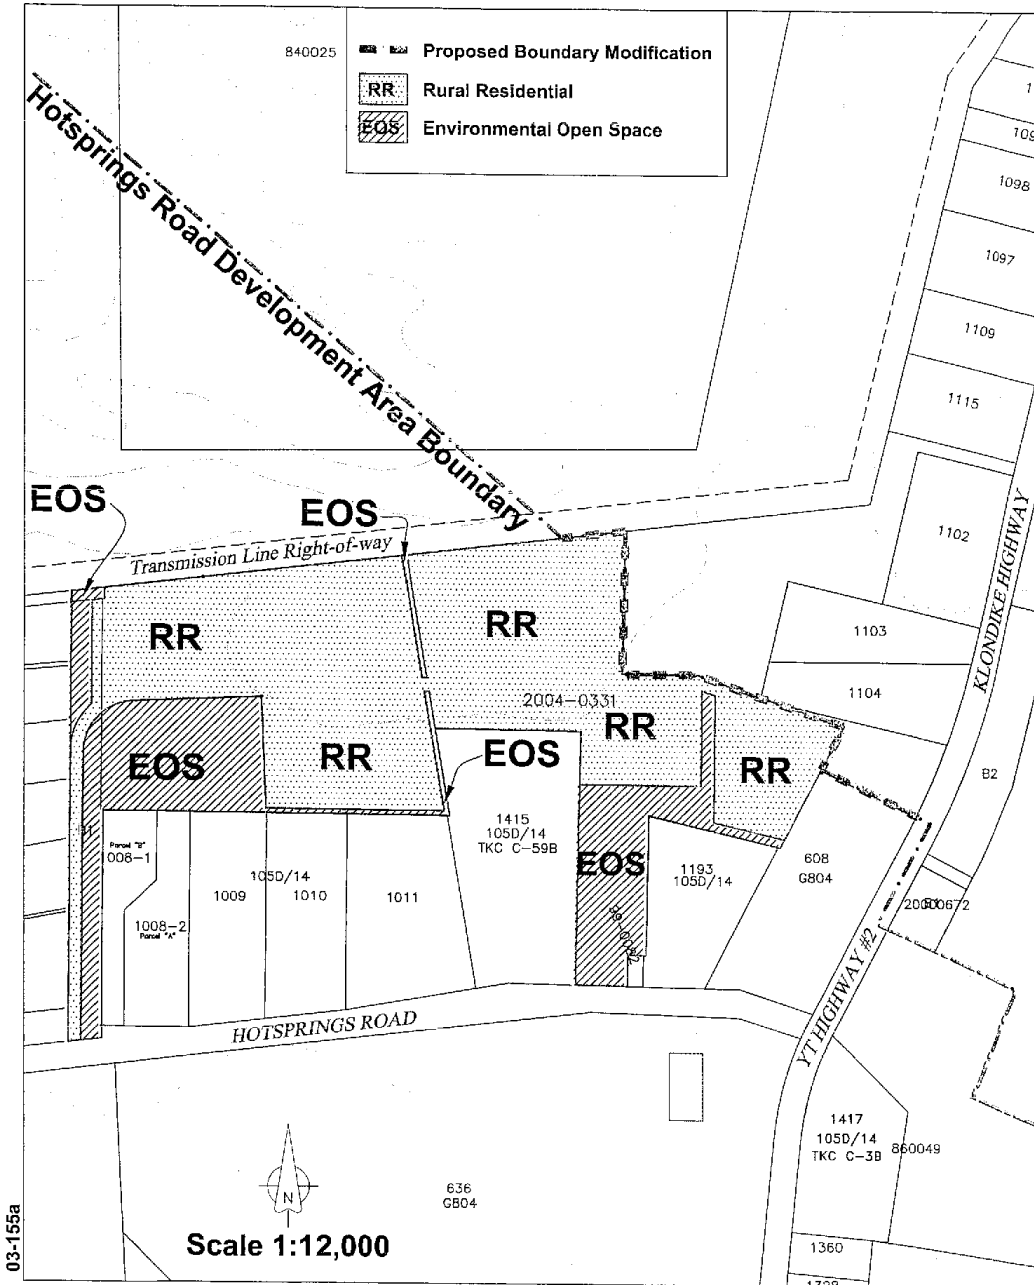 840025
Proposed Boundary Modification
RR Rural Residential
EOS Environmental Open Space
Hotsprings Road Development Area Boundary
1098
1097
1109
1115
1102
KLONDIKE HIGHWAY
EOS
EOS
Transmission Line Right-of-way
RR
RR
1103
1104
2004-0331
RR
RR
EOS
RR
EOS
B2
1415
105D/14
TKC C-59B
Parcel "B"
1008-1
105D/14
1009
1010
1011
1008-2
Parcel "A"
EOS
1193
105D/14
608
G804
YT HIGHWAY #2
HOTSPRINGS ROAD
1417
105D/14
TKC C-3B
860049
636
G804
N
Scale 1:12,000
03-155a
1360